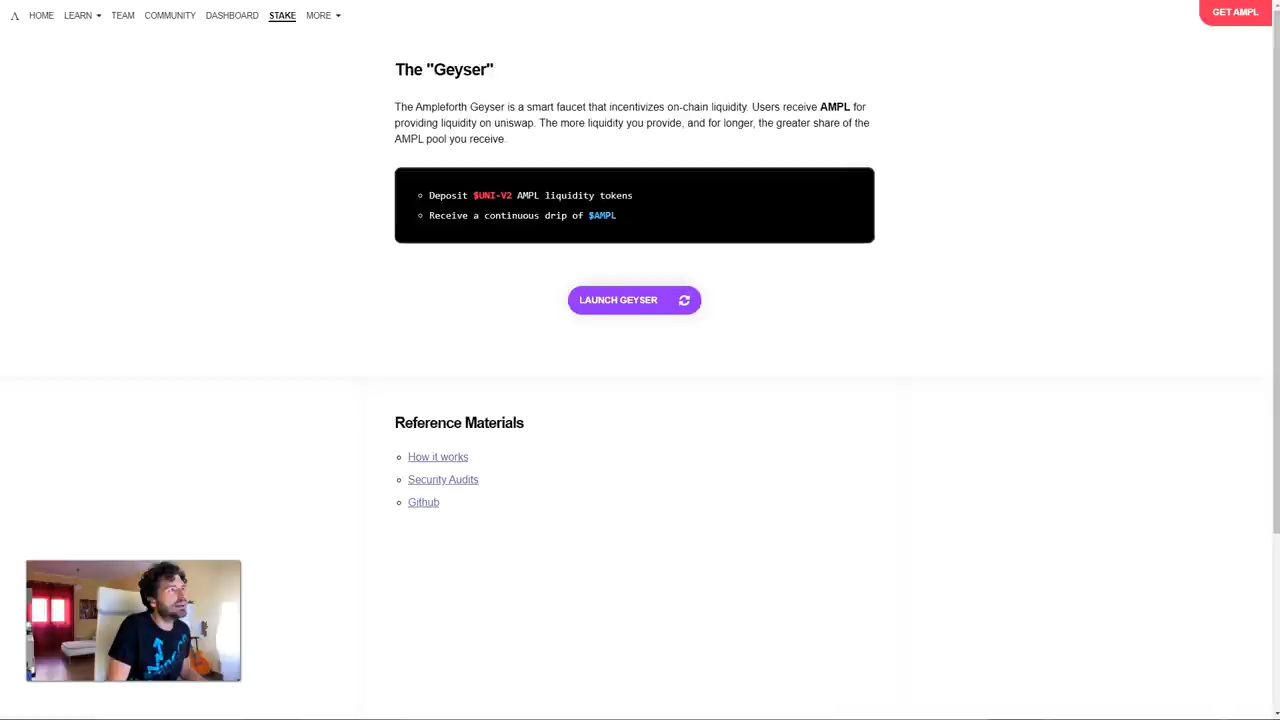 HOME LEARN TEAM COMMUNITY DASHBOARD STAKE MORE GET AMPL
The "Geyser"
The Ampleforth Geyser is a smart faucet that incentivizes on-chain liquidity. Users receive AMPL for
providing liquidity on uniswap. The more liquidity you provide, and for longer, the greater share of the
AMPL pool you receive.
Deposit $UNI-V2 AMPL liquidity tokens
Receive a continuous drip of $AMPL
LAUNCH GEYSER
Reference Materials
How it works
Security Audits
Github